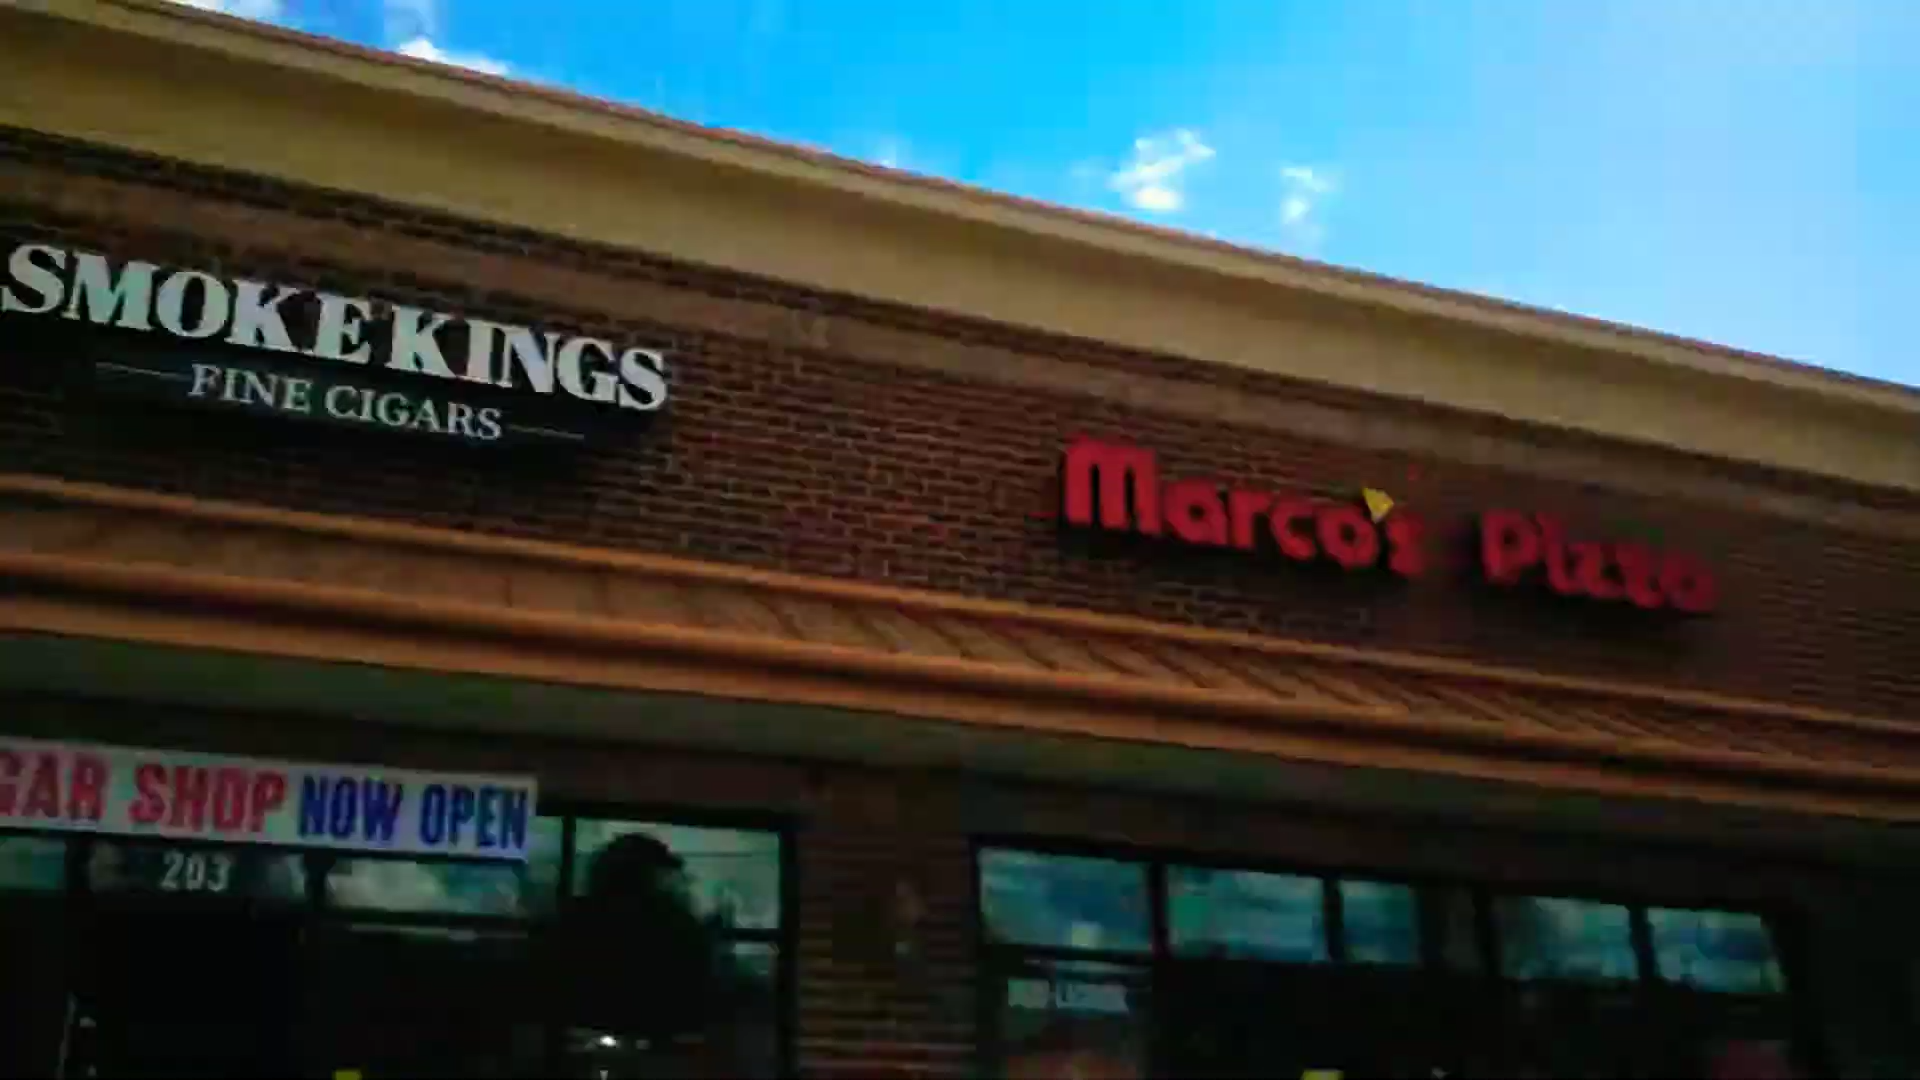 SMOKE KINGS
FINE CIGARS
Marco's Pizza
GAR SHOP NOW OPEN
203